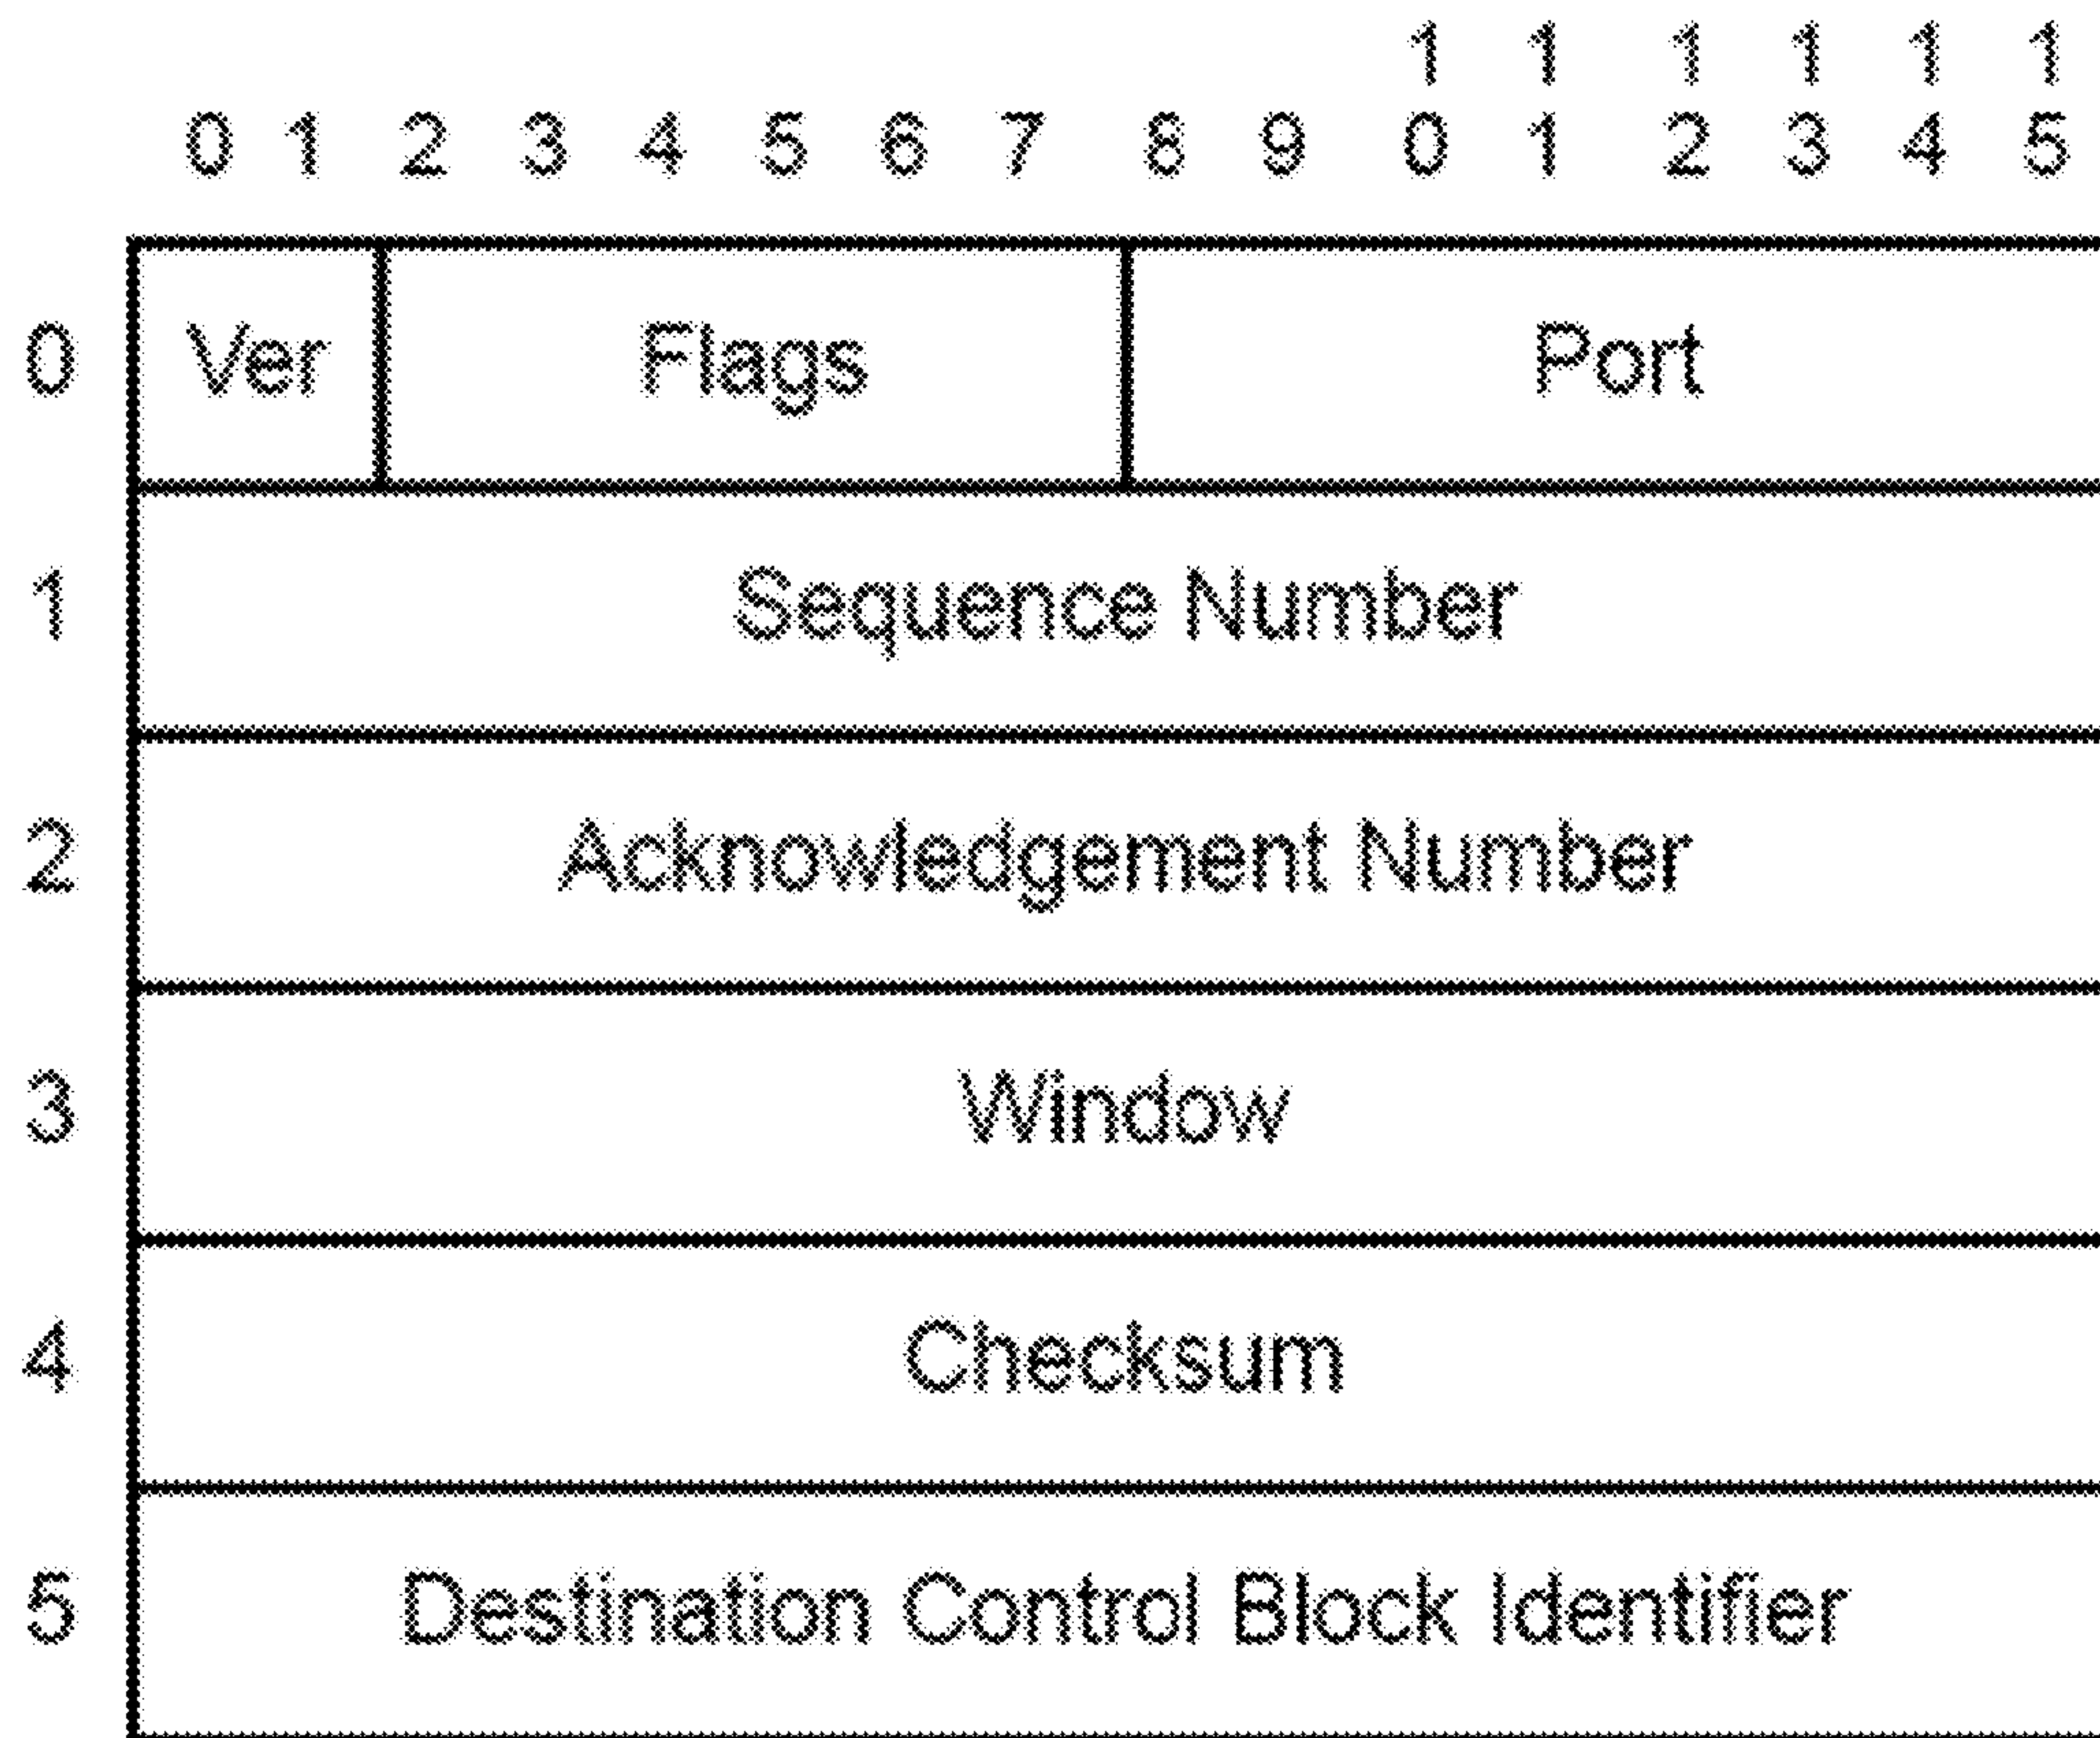 1 1 1 1 1 1
0 1 2 3 4 5 6 7 8 9 0 1 2 3 4 5
0 Ver Flags Port
1 Sequence Number
2 Acknowledgement Number
3 Window
4 Checksum
5 Destination Control Block Identifier